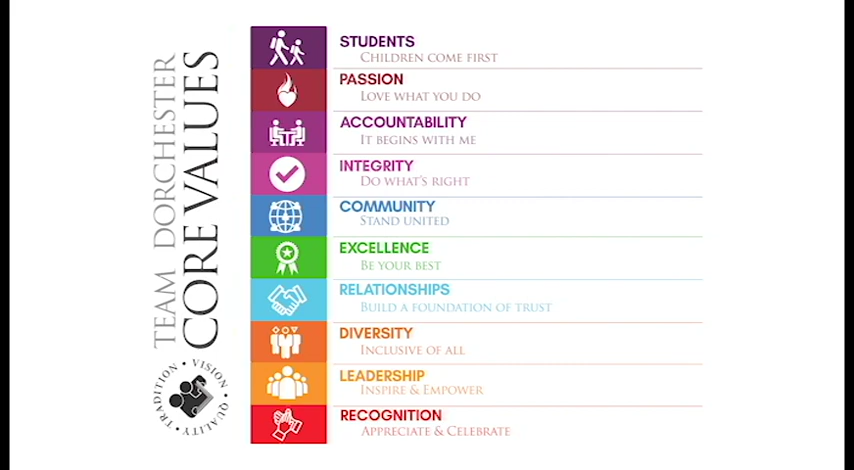 TEAM DORCHESTER
CORE VALUES
TRADITION • VISION • QUALITY •
STUDENTS
CHILDREN COME FIRST
PASSION
LOVE WHAT YOU DO
ACCOUNTABILITY
IT BEGINS WITH ME
INTEGRITY
DO WHAT'S RIGHT
COMMUNITY
STAND UNITED
EXCELLENCE
BE YOUR BEST
RELATIONSHIPS
BUILD A FOUNDATION OF TRUST
DIVERSITY
INCLUSIVE OF ALL
LEADERSHIP
INSPIRE & EMPOWER
RECOGNITION
APPRECIATE & CELEBRATE